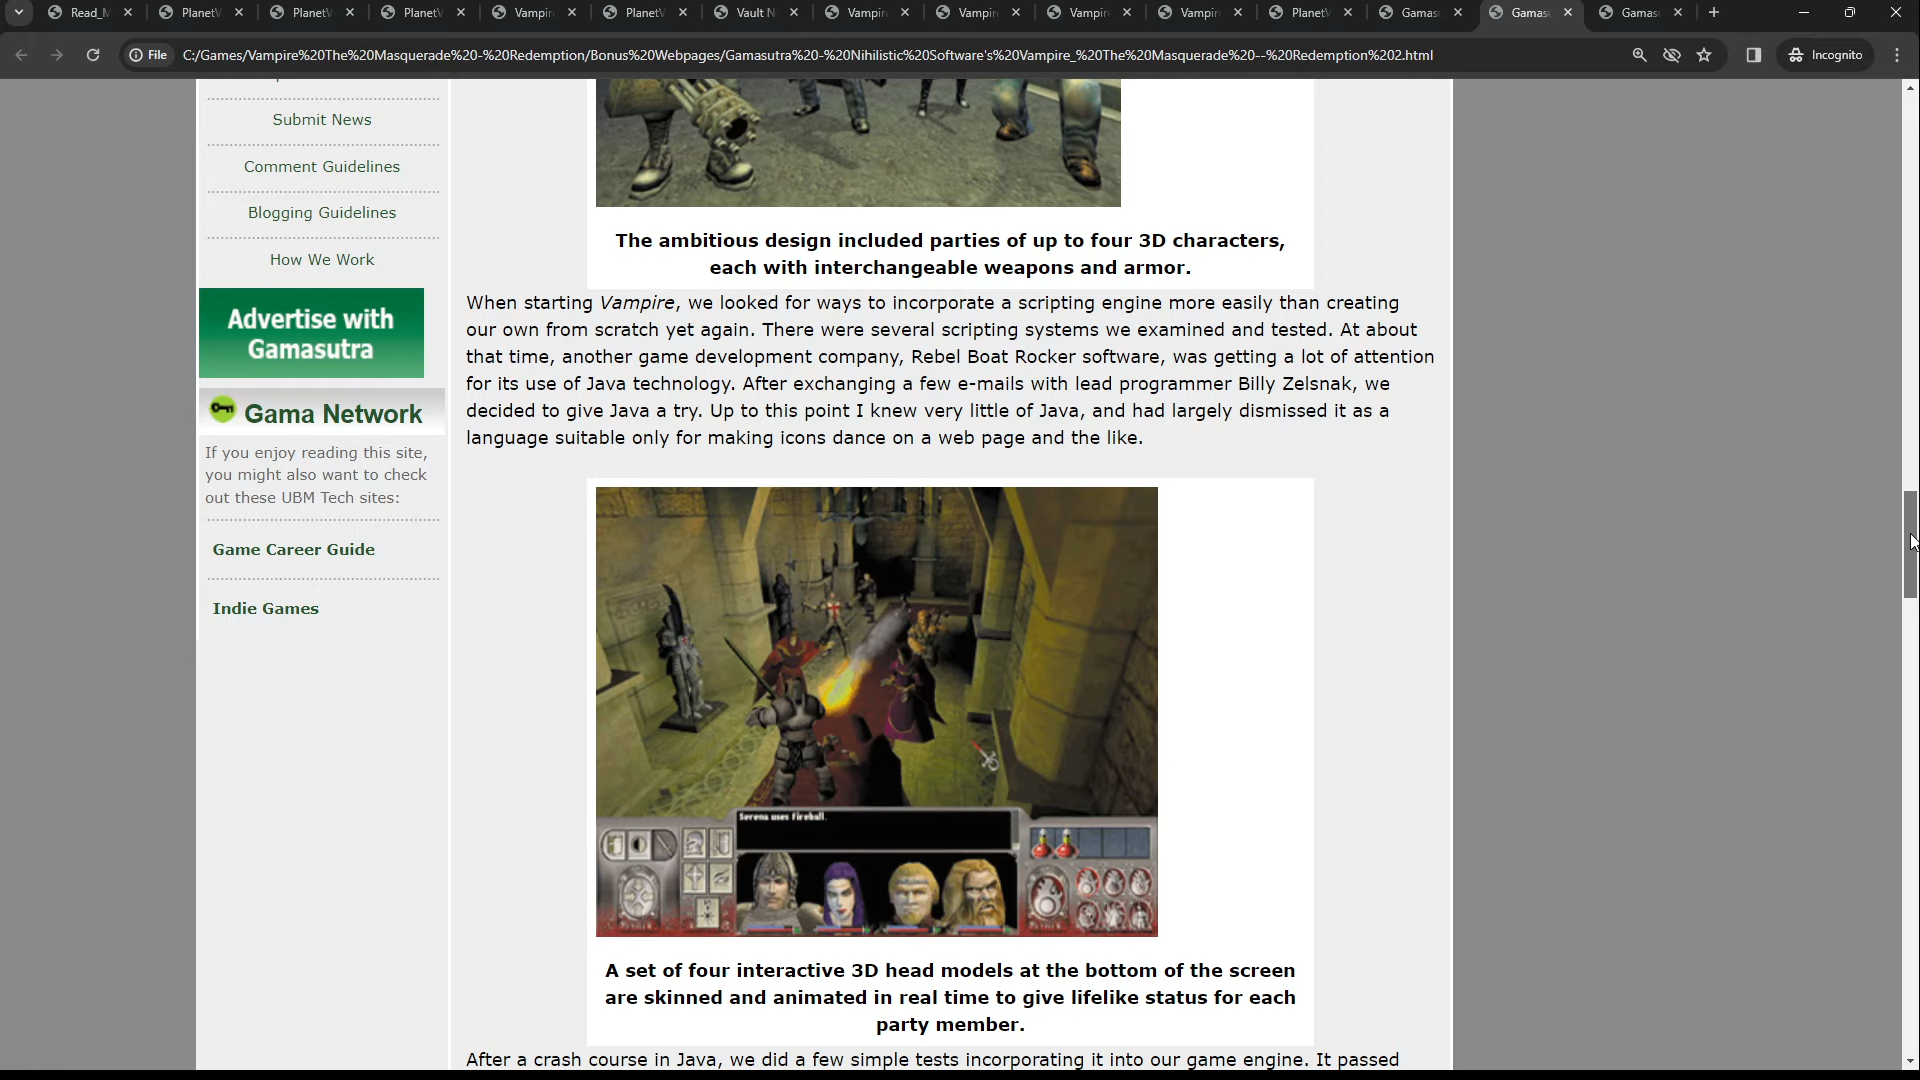 Read_M
PlanetV
PlanetV
PlanetV
Vampir
PlanetV
Vault N
Vampir
Vampir
Vampir
Vampir
PlanetV
Gamas
Gamas
Gamas
File
C:/Games/Vampire%20The%20Masquerade%20-%20Redemption/Bonus%20Webpages/Gamasutra%20-%20Nihilistic%20Software's%20Vampire_%20The%20Masquerade%20--%20Redemption%202.html
Incognito
Submit News
Comment Guidelines
Blogging Guidelines
How We Work
Advertise with
Gamasutra
Gama Network
If you enjoy reading this site,
you might also want to check
out these UBM Tech sites:
Game Career Guide
Indie Games
The ambitious design included parties of up to four 3D characters,
each with interchangeable weapons and armor.
When starting Vampire, we looked for ways to incorporate a scripting engine more easily than creating
our own from scratch yet again. There were several scripting systems we examined and tested. At about
that time, another game development company, Rebel Boat Rocker software, was getting a lot of attention
for its use of Java technology. After exchanging a few e-mails with lead programmer Billy Zelsnak, we
decided to give Java a try. Up to this point I knew very little of Java, and had largely dismissed it as a
language suitable only for making icons dance on a web page and the like.
Serena uses Fireball.
A set of four interactive 3D head models at the bottom of the screen
are skinned and animated in real time to give lifelike status for each
party member.
After a crash course in Java, we did a few simple tests incorporating it into our game engine. It passed